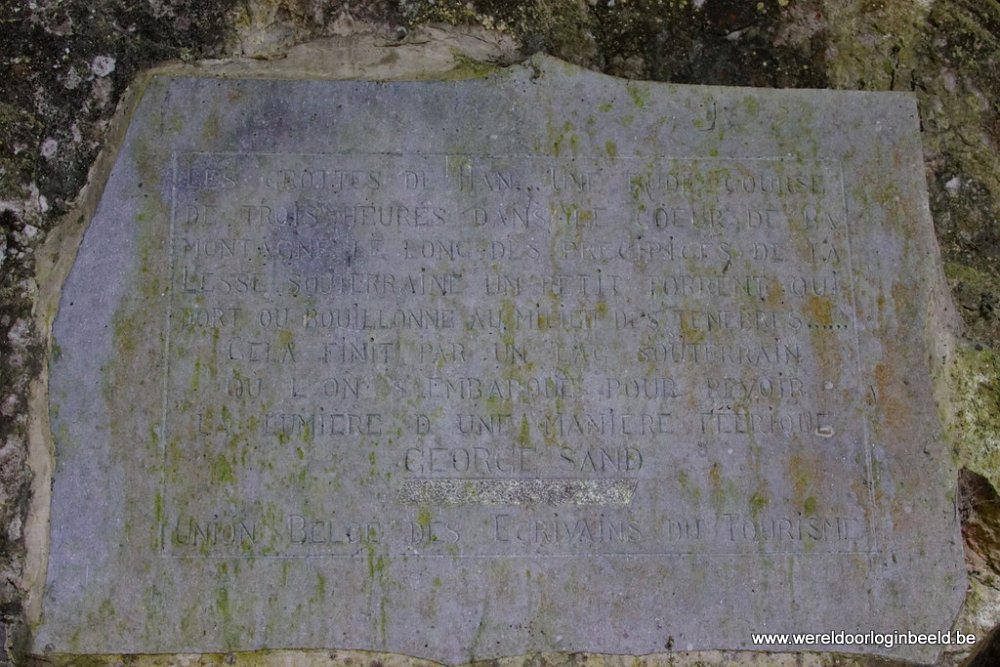 LES GROTTES DE HAN... UNE RUDE COURSE
DE TROIS HEURES DANS LE COEUR DE LA
MONTAGNE LE LONG DES PRECIPICES DE LA
LESSE SOUTERRAINE UN PETIT TORRENT QUI
DORT OU BOUILLONNE AU MILIEU DES TENEBRES.....
CELA FINIT PAR UN LAC SOUTERRAIN
OU L'ON S'EMBARQUE POUR REVOIR
LA LUMIERE D'UNE MANIERE FEERIQUE
GEORGE SAND
UNION BELGE DES ECRIVAINS DU TOURISME
www.wereldoorloginbeeld.be